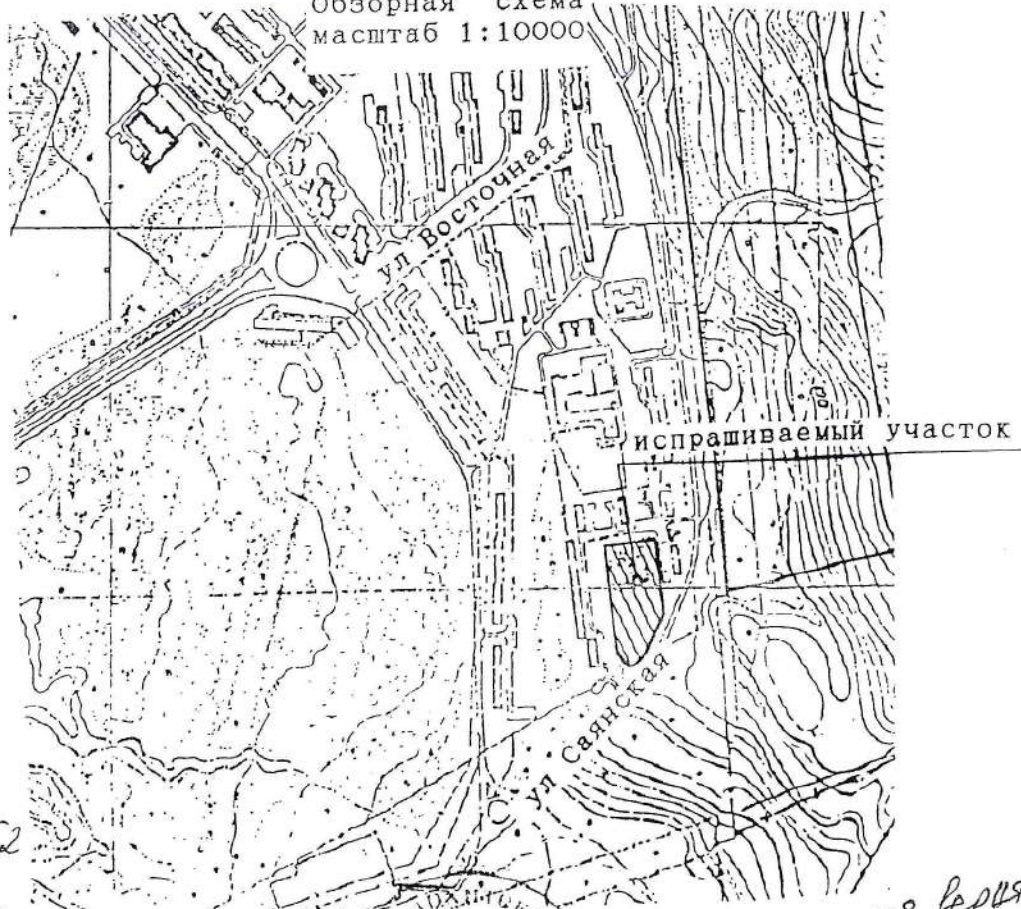 Обзорная схема
масштаб 1:10000
ул Восточная
испрашиваемый участок
ул Саянская